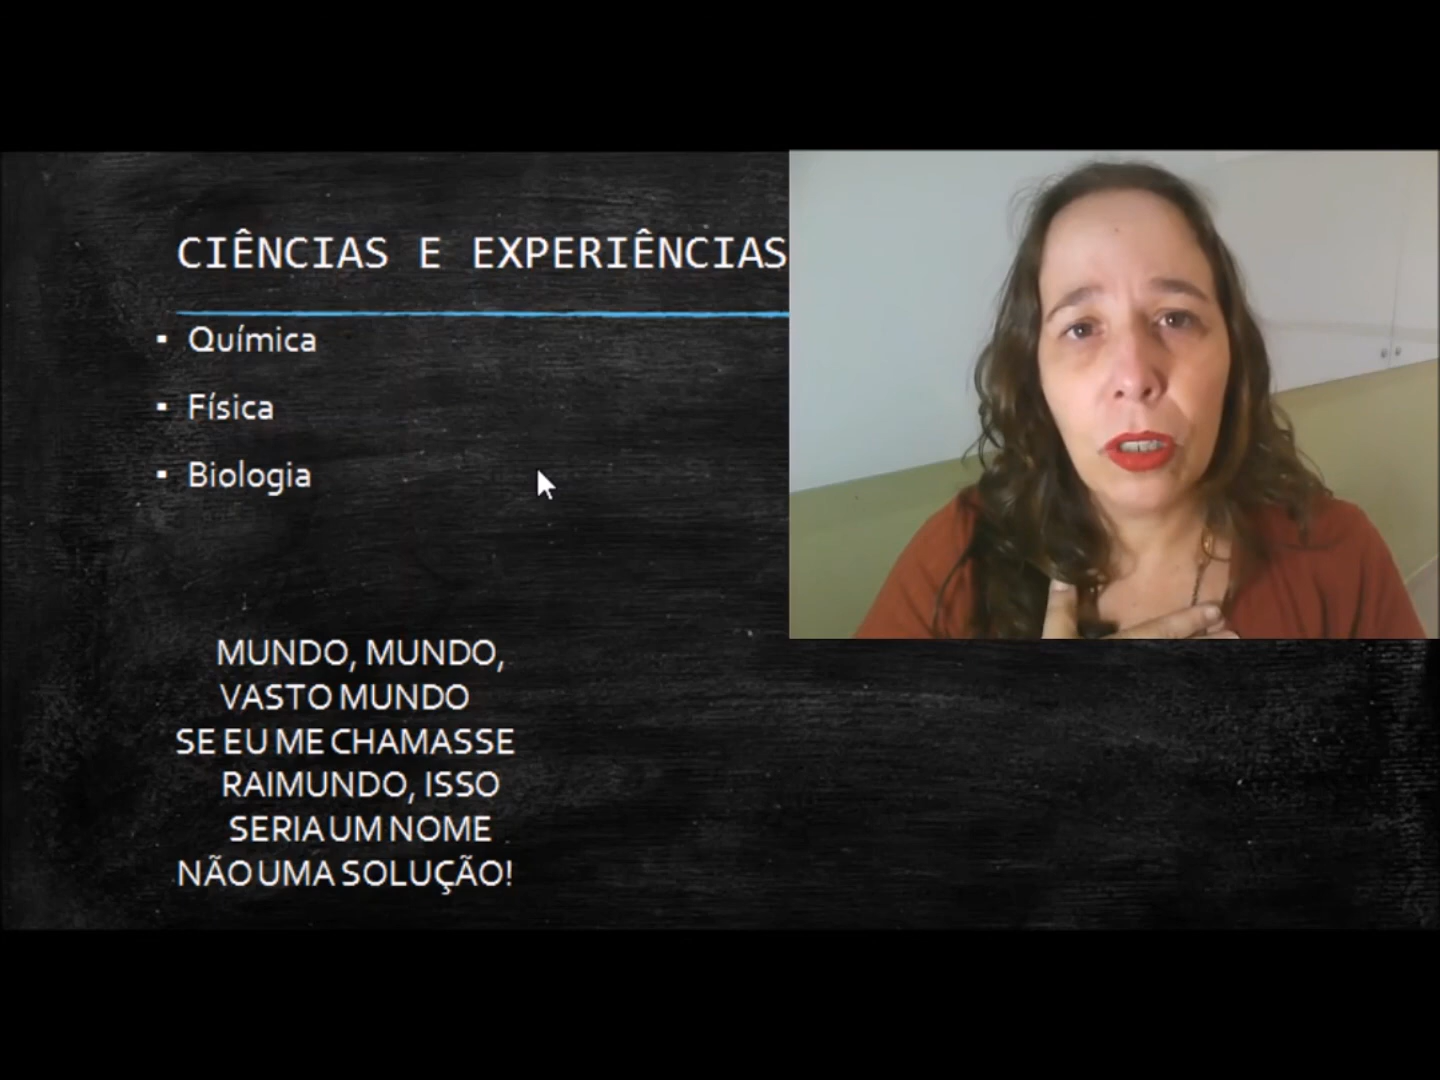 CIÊNCIAS E EXPERIÊNCIAS
Química
Física
Biologia
MUNDO, MUNDO,
VASTO MUNDO
SE EU ME CHAMASSE
RAIMUNDO, ISSO
SERIA UM NOME
NÃO UMA SOLUÇÃO!